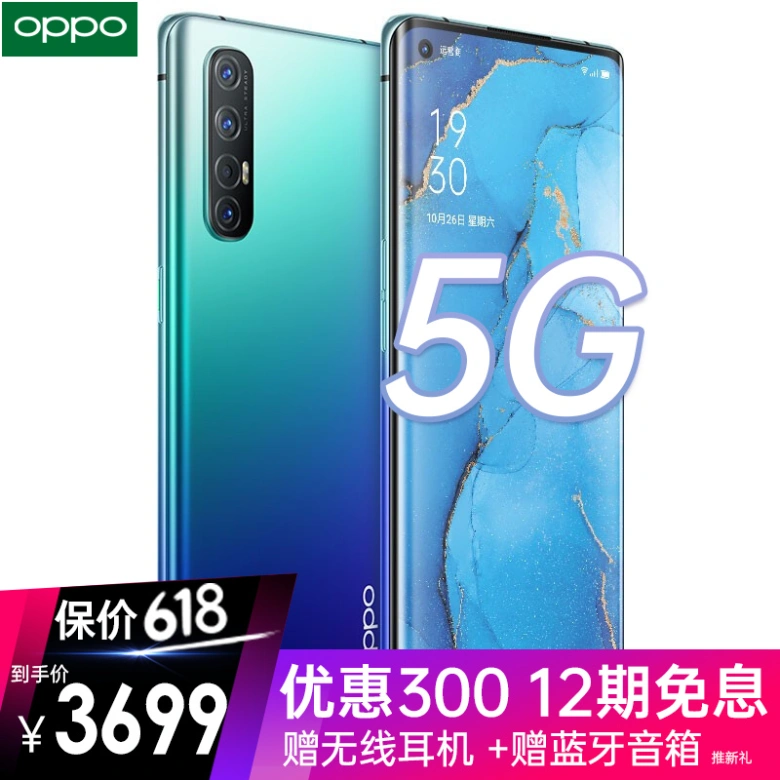 oppo
ULTRA STEADY
19
30
10月26日 星期六
5G
oppo
保价618
到手价
¥3699
优惠300 12期免息
赠无线耳机 +赠蓝牙音箱 推新礼